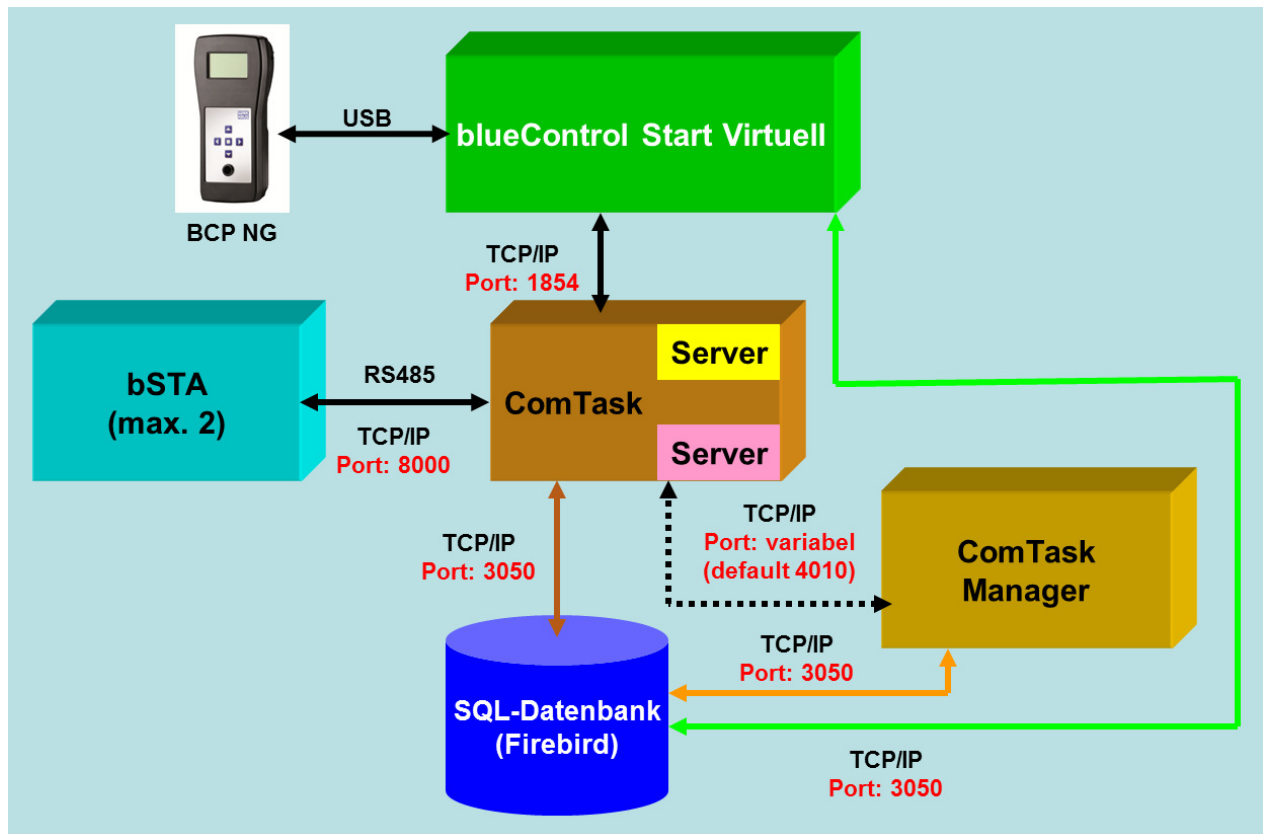 USB
blueControl Start Virtuell
BCP NG
TCP/IP
Port: 1854
bSTA
(max. 2)
RS485
TCP/IP
Port: 8000
ComTask
Server
Server
TCP/IP
Port: 3050
TCP/IP
Port: variabel
(default 4010)
ComTask
Manager
TCP/IP
Port: 3050
SQL-Datenbank
(Firebird)
TCP/IP
Port: 3050